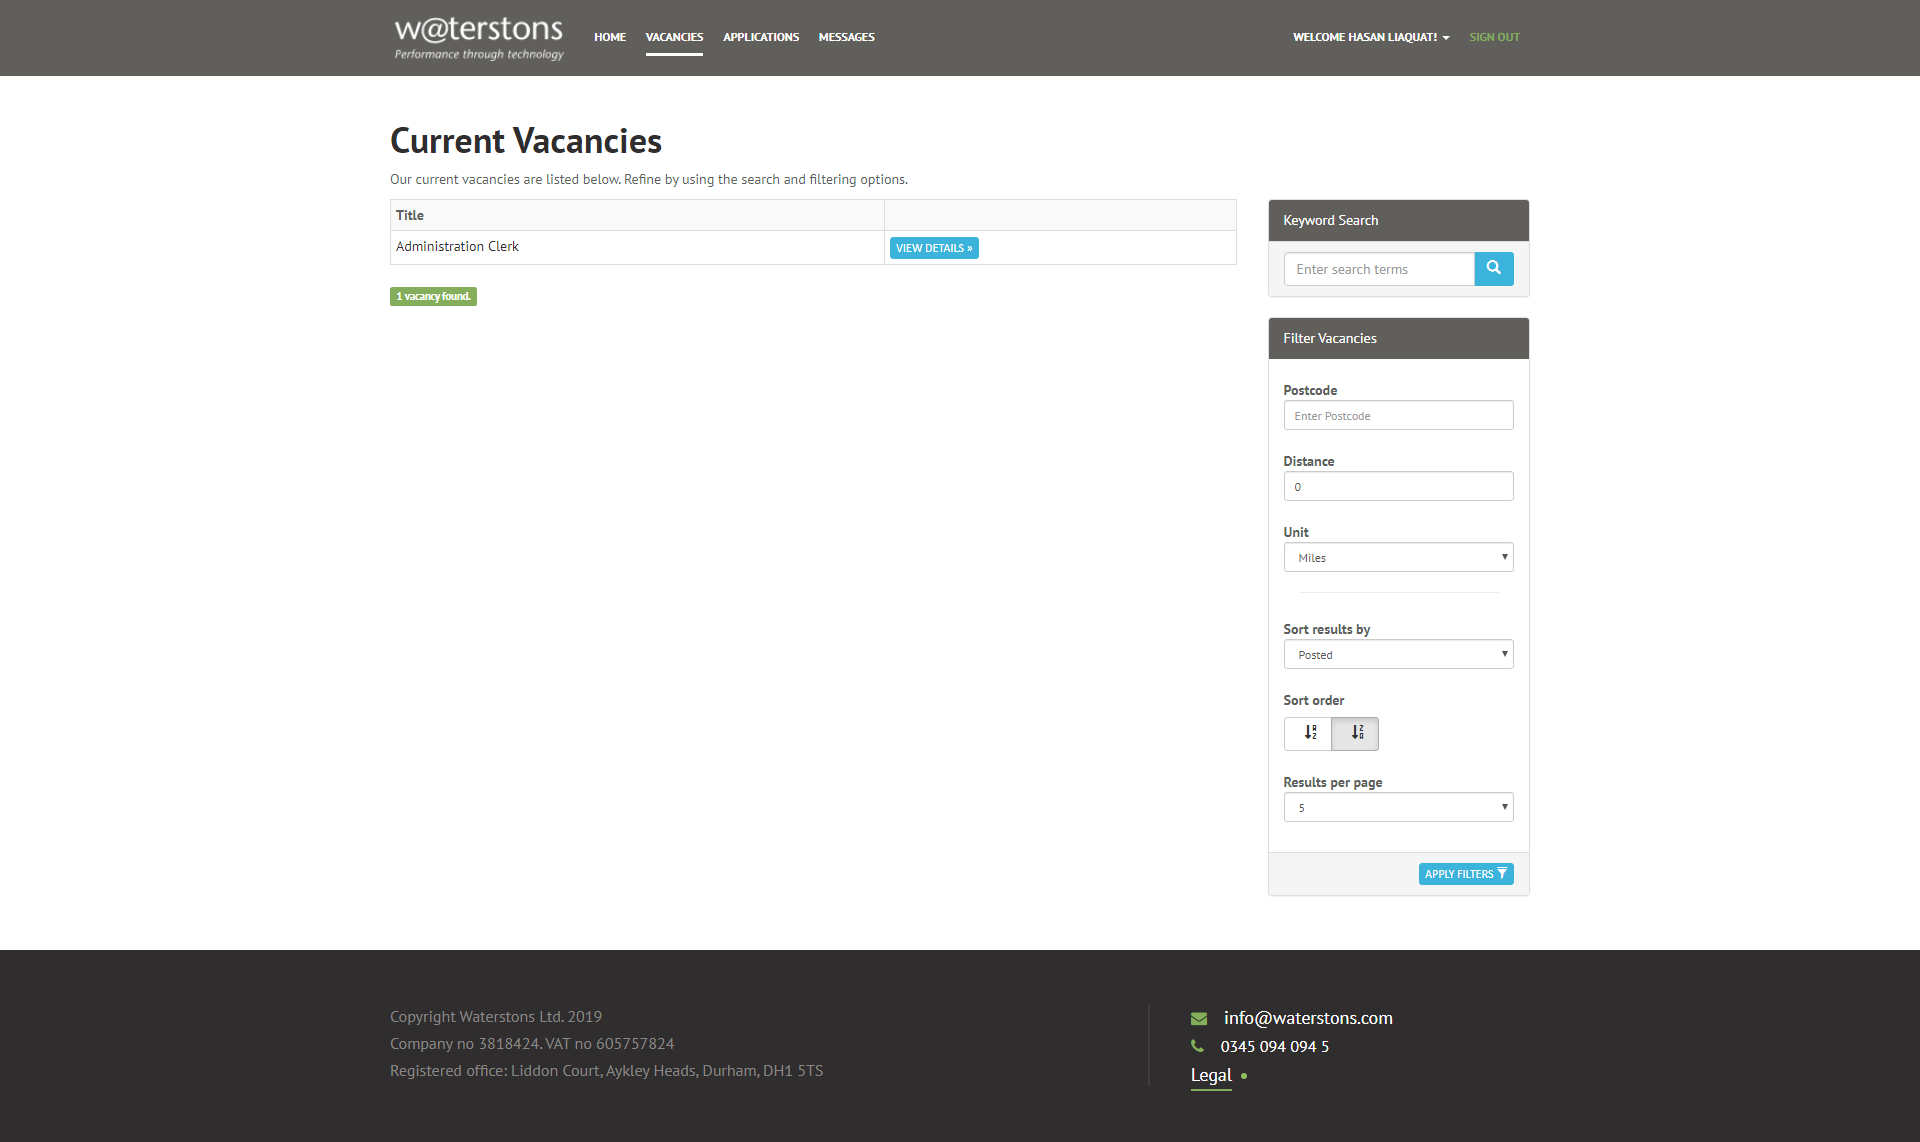 w@terstons
Performance through technology
HOME VACANCIES APPLICATIONS MESSAGES
WELCOME HASAN LIAQUAT! SIGN OUT
Current Vacancies
Our current vacancies are listed below. Refine by using the search and filtering options.
Title
Administration Clerk VIEW DETAILS »
1 vacancy found.
Keyword Search
Enter search terms
Filter Vacancies
Postcode
Enter Postcode
Distance
0
Unit
Miles
Sort results by
Posted
Sort order
A Z Z A
Results per page
5
APPLY FILTERS
Copyright Waterstons Ltd. 2019
Company no 3818424. VAT no 605757824
Registered office: Liddon Court, Aykley Heads, Durham, DH1 5TS
info@waterstons.com
0345 094 094 5
Legal